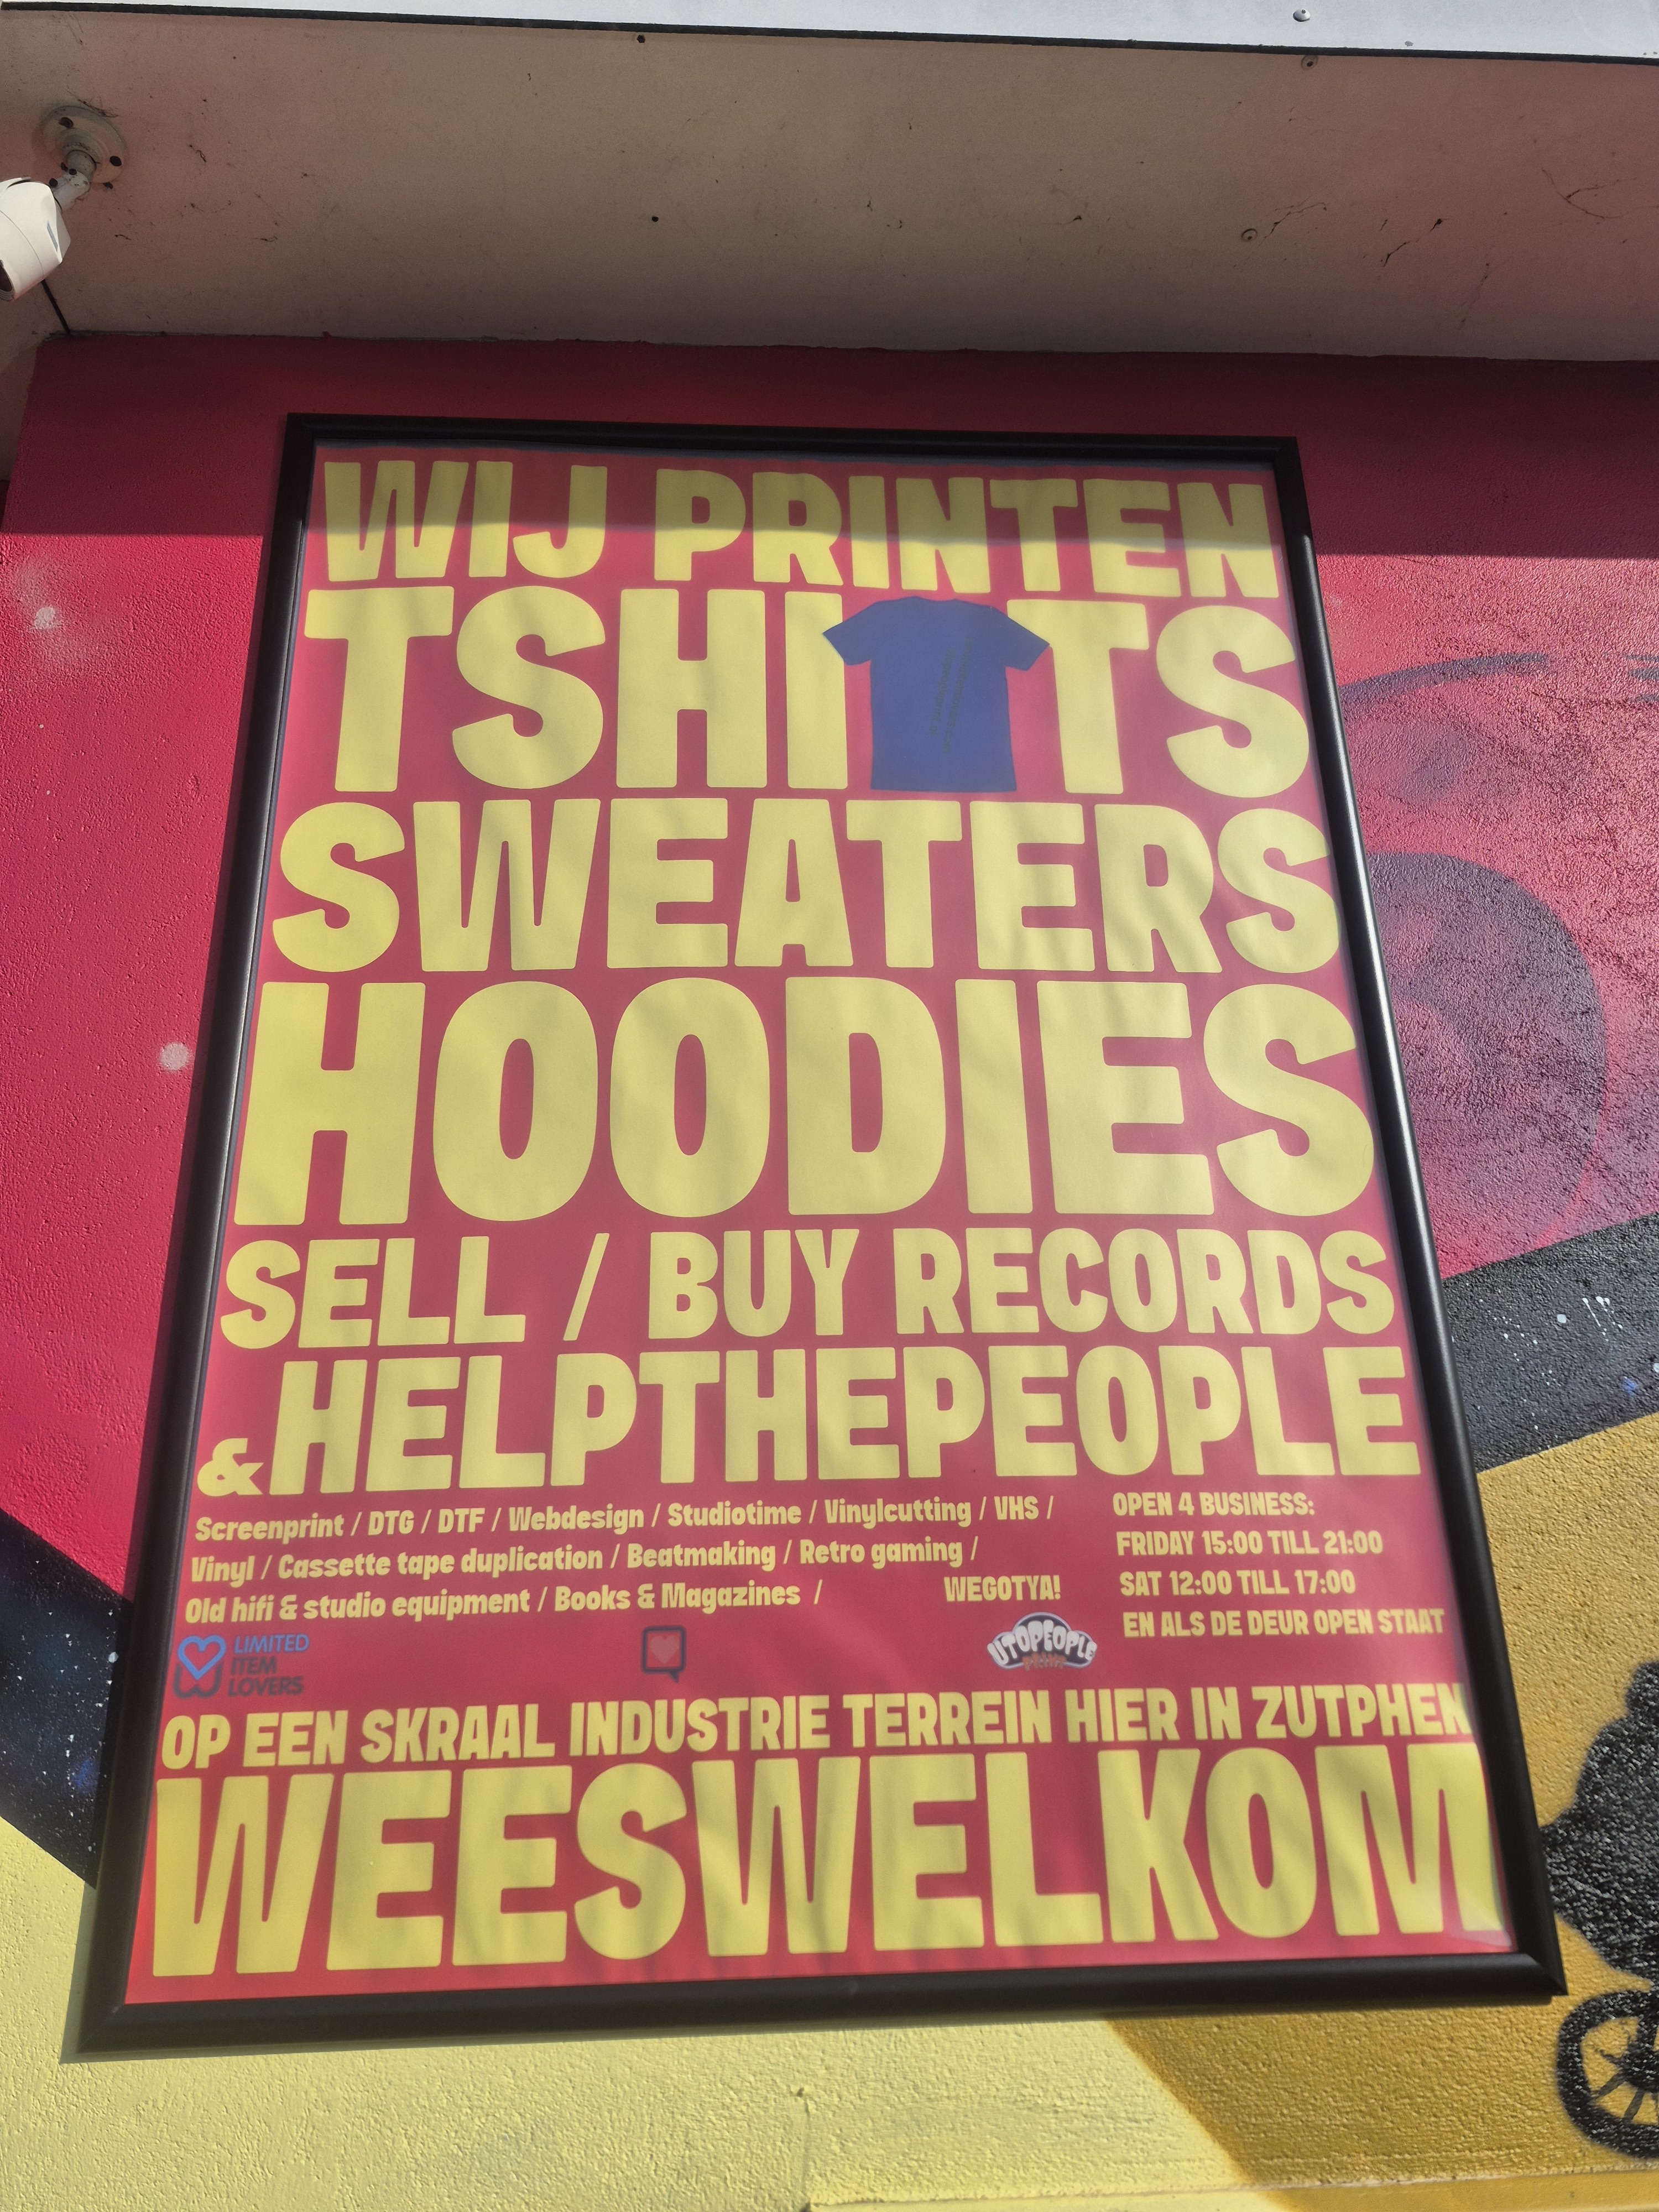 WIJ PRINTEN
TSHI TS
SWEATERS
HOODIES
SELL / BUY RECORDS
& HELPTHEPEOPLE
Screenprint / DTG / DTF / Webdesign / Studiotime / Vinylcutting / VHS /
Vinyl / Cassette tape duplication / Beatmaking / Retro gaming /
Old hifi & studio equipment / Books & Magazines / WEGOTYA!
OPEN 4 BUSINESS:
FRIDAY 15:00 TILL 21:00
SAT 12:00 TILL 17:00
EN ALS DE DEUR OPEN STAAT
LIMITED
ITEM
LOVERS
UTOPEOPLE
OP EEN SKRAAL INDUSTRIE TERREIN HIER IN ZUTPHEN
WEESWELKOM